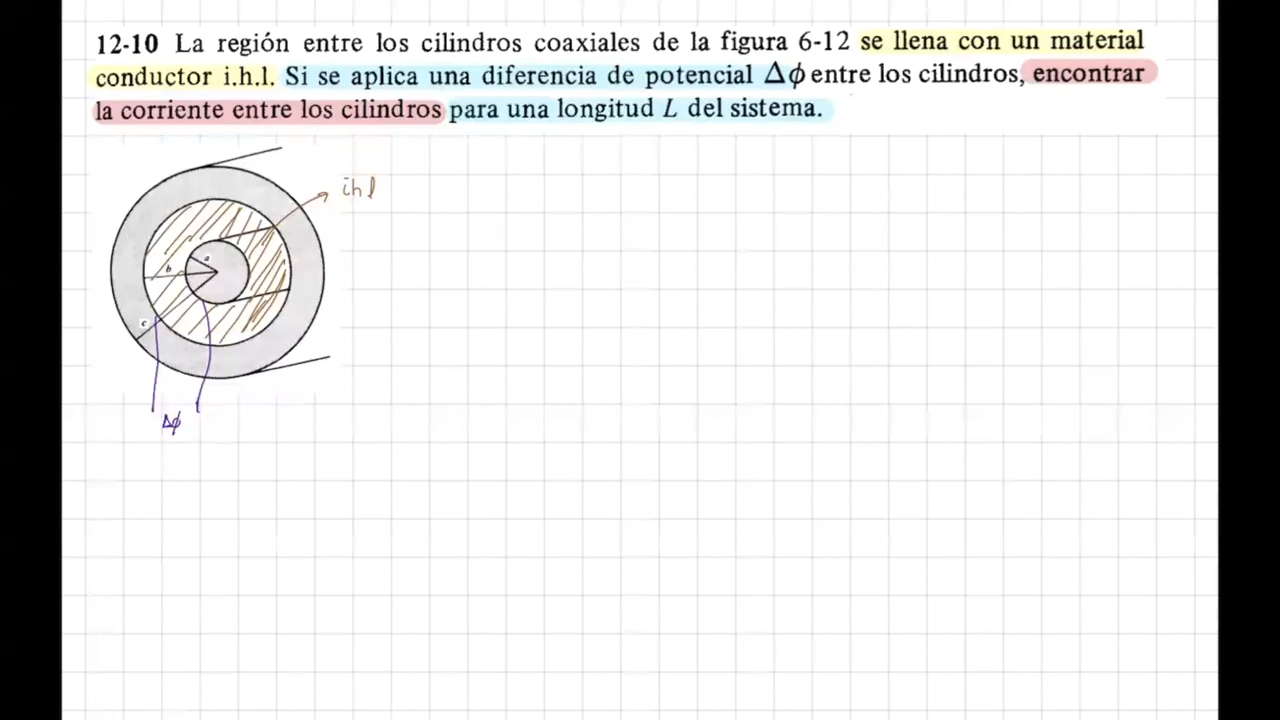 12-10 La región entre los cilindros coaxiales de la figura 6-12 se llena con un material
conductor i.h.l. Si se aplica una diferencia de potencial Δϕ entre los cilindros, encontrar
la corriente entre los cilindros para una longitud L del sistema.
ihl
a
b
c
Δϕ